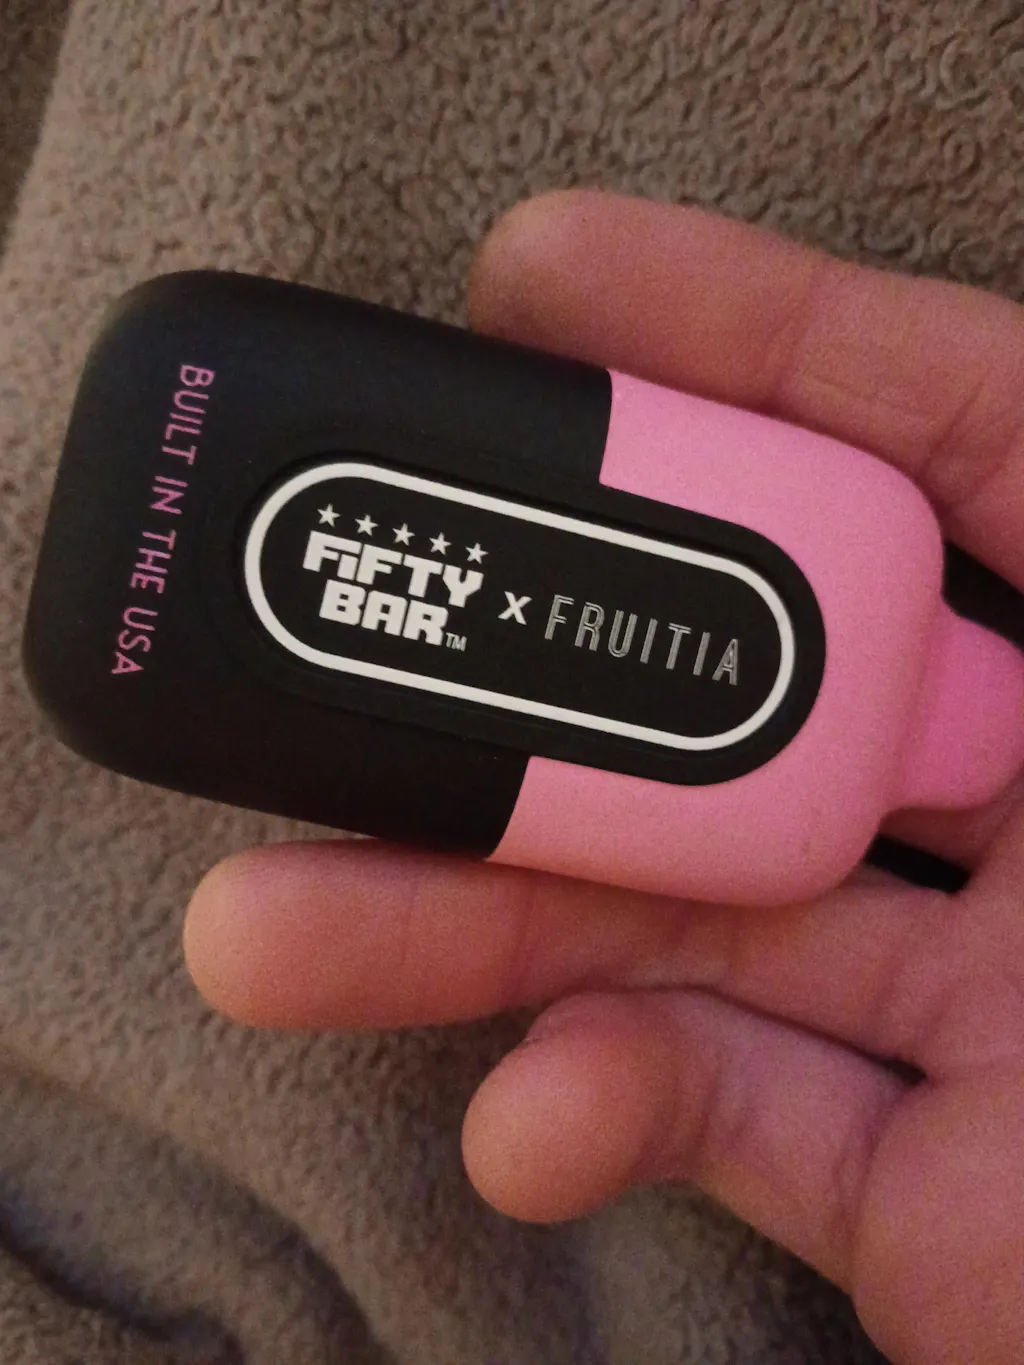 ★★★★★
FiFTY
BAR™
X FRUITIA
BUILT IN THE USA